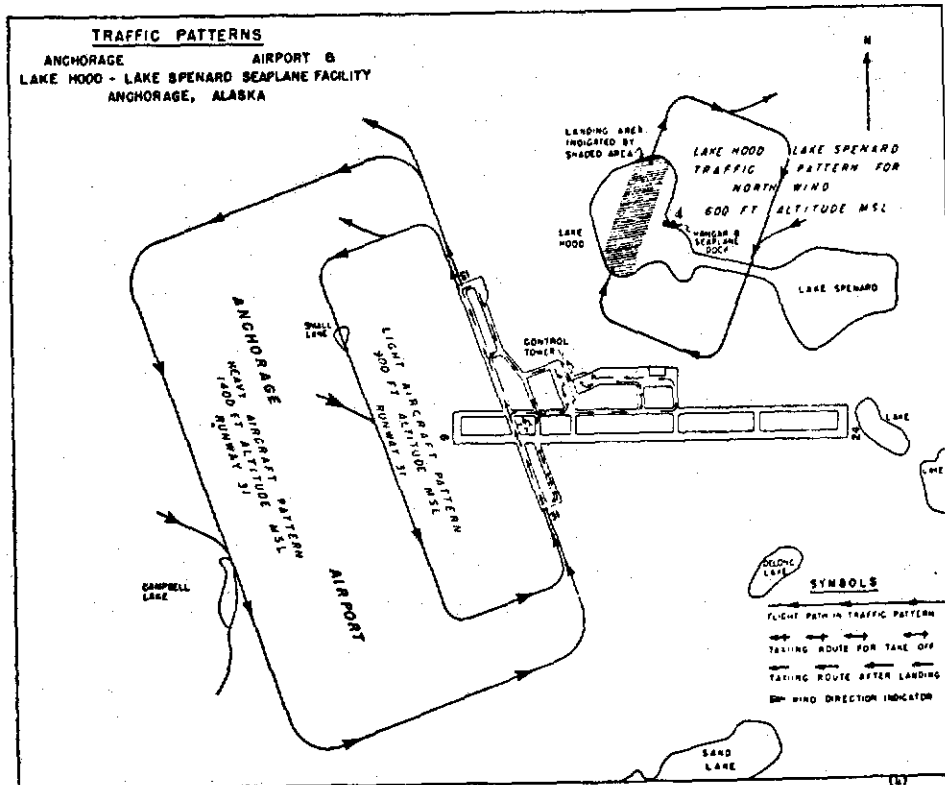 TRAFFIC PATTERNS
ANCHORAGE AIRPORT &
LAKE HOOD - LAKE SPENARD SEAPLANE FACILITY
ANCHORAGE, ALASKA
N
LANDING AREA
INDICATED BY
SHADED AREA
LAKE HOOD LAKE SPENARD
TRAFFIC PATTERN FOR
NORTH WIND
600 FT ALTITUDE MSL
LAKE
HOOD
HANGAR &
SEAPLANE
DOCK
LAKE SPENARD
SMALL
LAKE
CONTROL
TOWER
ANCHORAGE
HEAVY AIRCRAFT PATTERN
1400 FT ALTITUDE MSL
RUNWAY 31
AIRPORT
LIGHT AIRCRAFT PATTERN
900 FT ALTITUDE MSL
RUNWAY 31
6
24
LAKE
LAKE
CAMPBELL
LAKE
DELONG
LAKE
SYMBOLS
FLIGHT PATH IN TRAFFIC PATTERN
TAXIING ROUTE FOR TAKE OFF
TAXIING ROUTE AFTER LANDING
WIND DIRECTION INDICATOR
SAND
LAKE